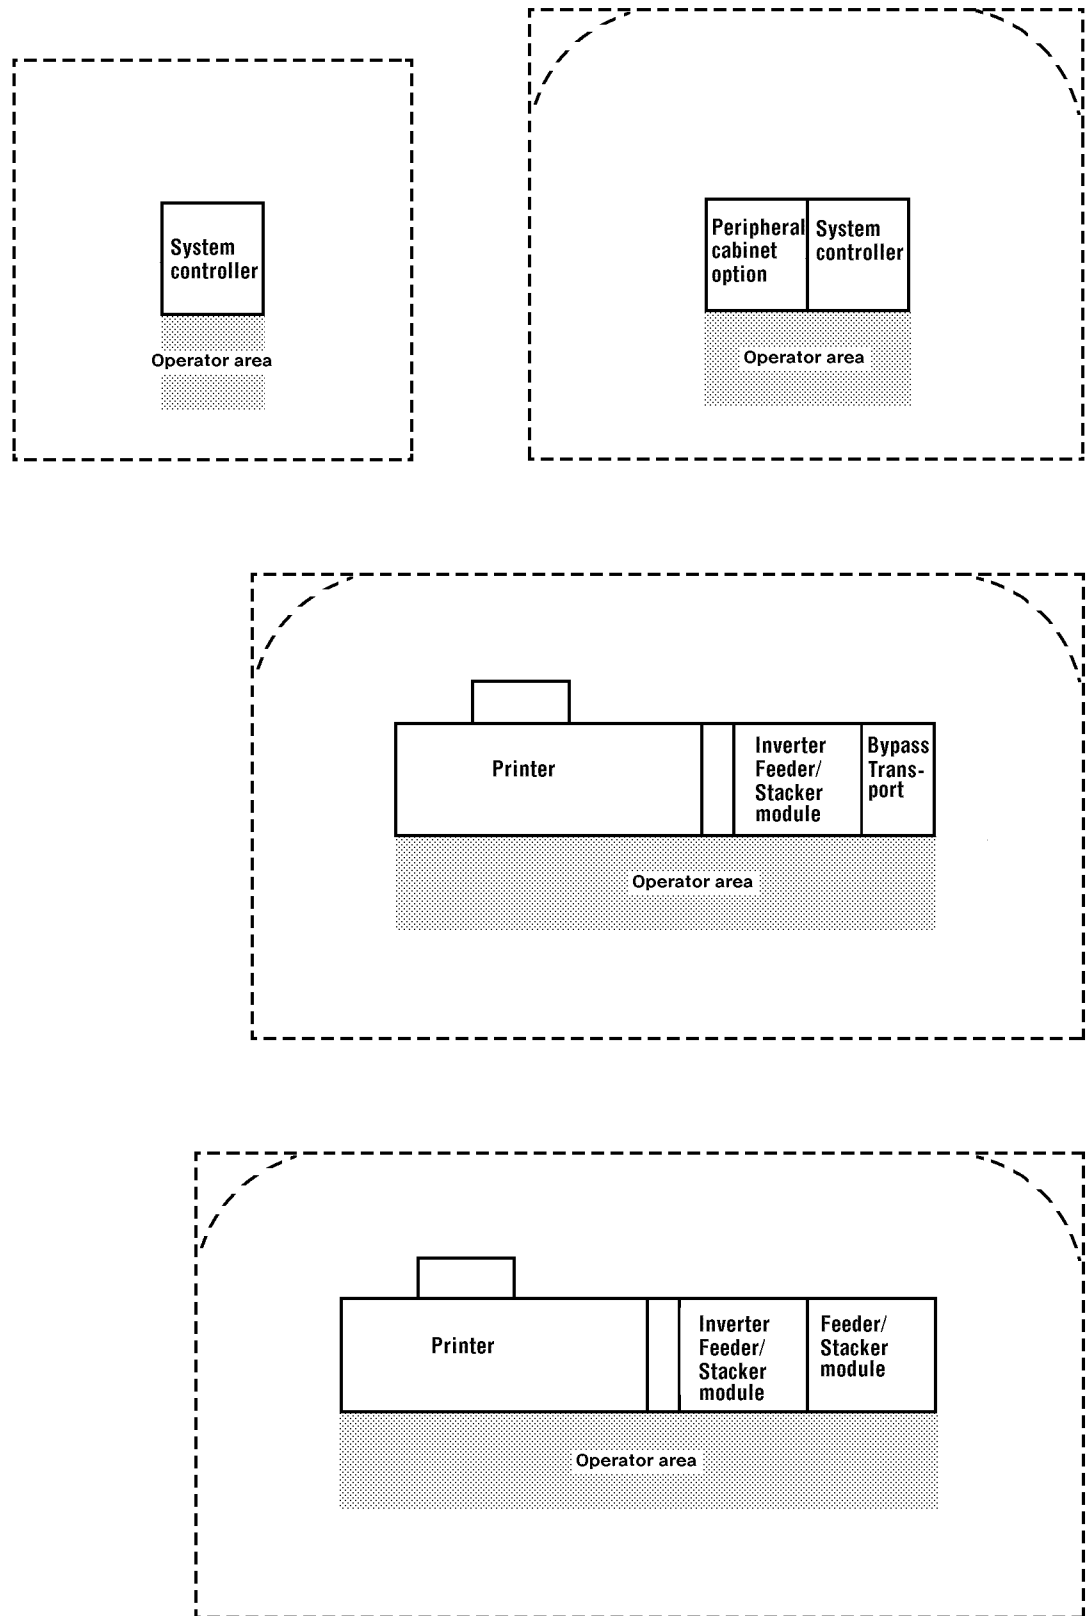 System
controller
Operator area
Peripheral
cabinet
option
System
controller
Operator area
Printer
Inverter
Feeder/
Stacker
module
Bypass
Trans-
port
Operator area
Printer
Inverter
Feeder/
Stacker
module
Feeder/
Stacker
module
Operator area